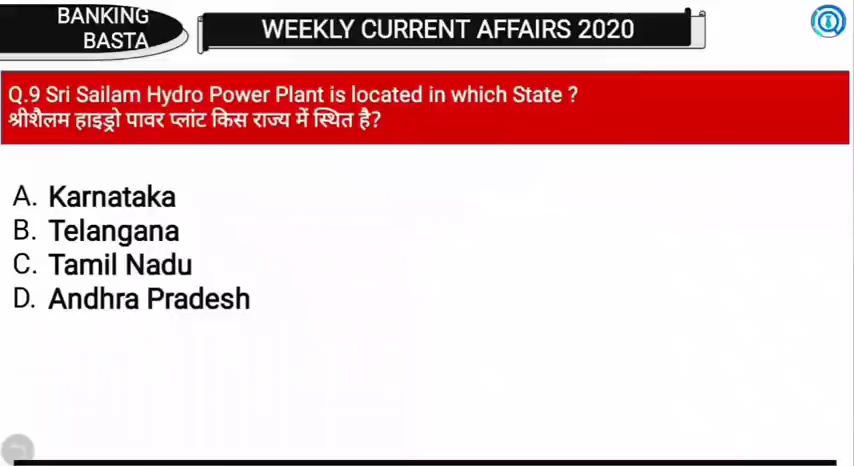 BANKING
BASTA
WEEKLY CURRENT AFFAIRS 2020
Q.9 Sri Sailam Hydro Power Plant is located in which State ?
श्रीशैलम हाइड्रो पावर प्लांट किस राज्य में स्थित है?
A. Karnataka
B. Telangana
C. Tamil Nadu
D. Andhra Pradesh